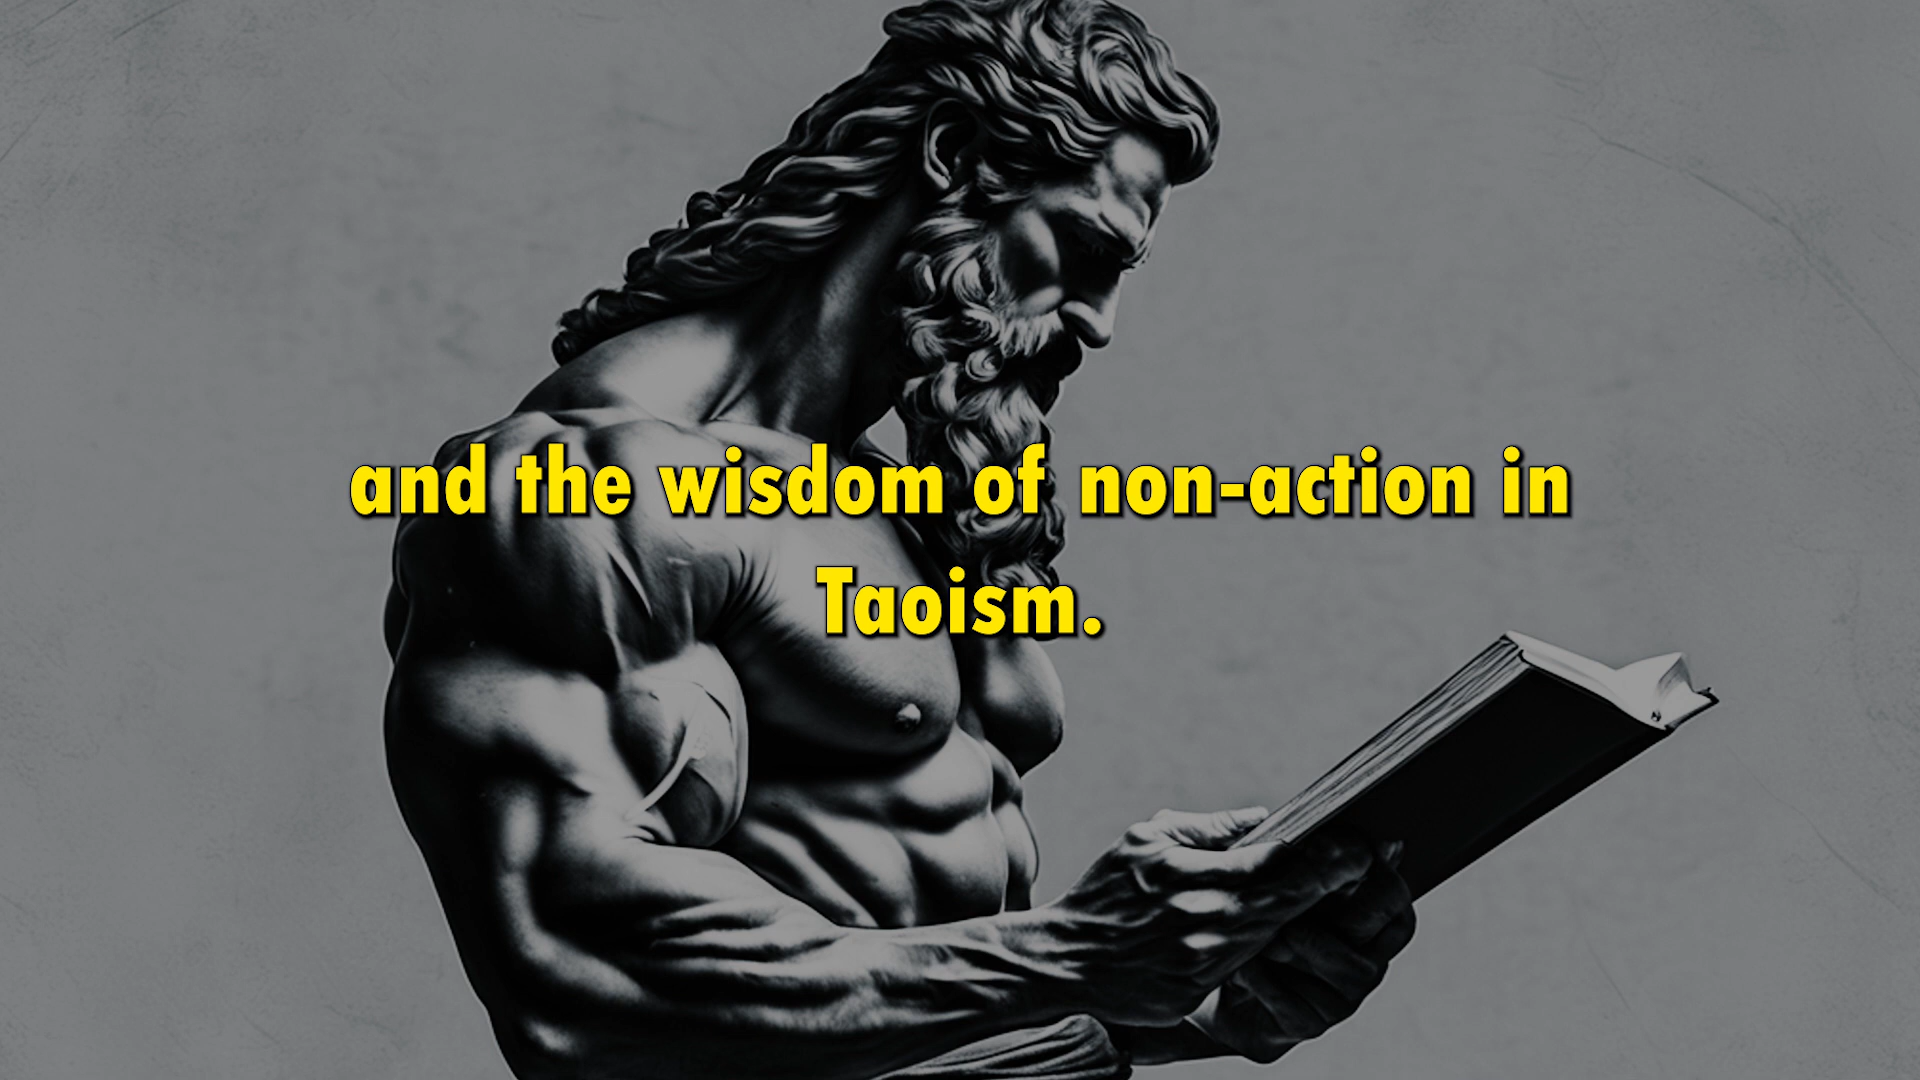 and the wisdom of non-action in
Taoism.